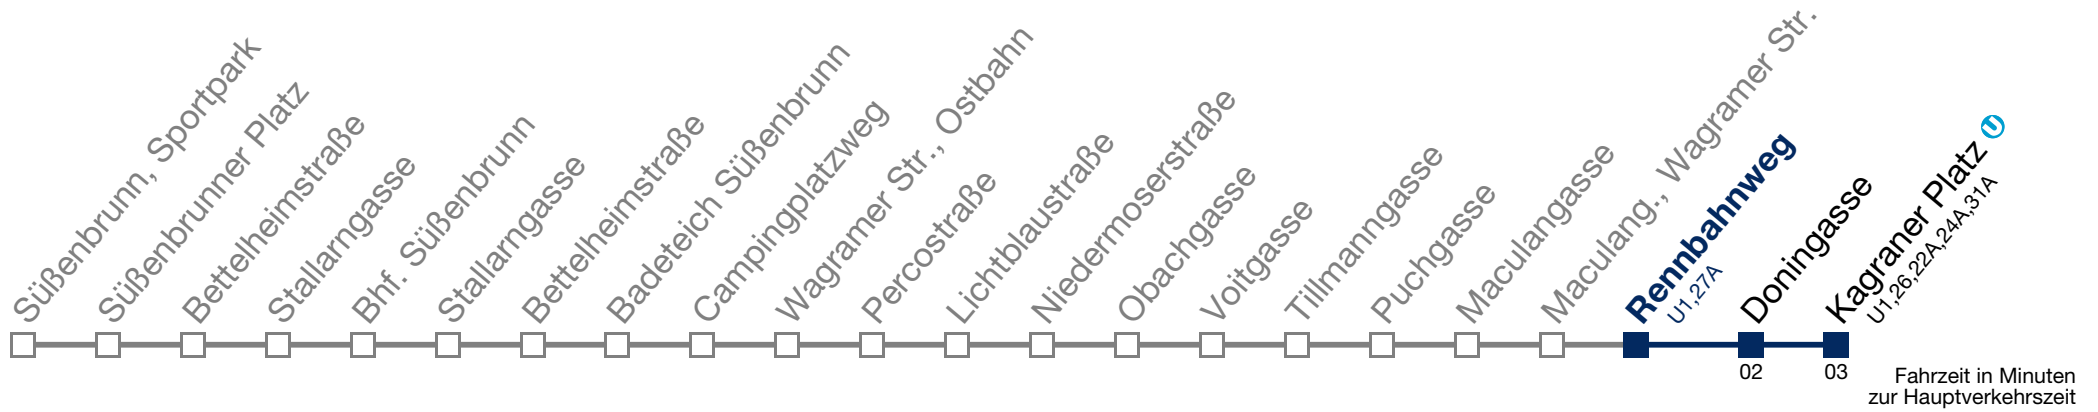 Süßenbrunn, Sportpark
Süßenbrunner Platz
Bettelheimstraße
Stallarngasse
Bhf. Süßenbrunn
Stallarngasse
Bettelheimstraße
Badeteich Süßenbrunn
Campingplatzweg
Wagramer Str., Ostbahn
Percostraße
Lichtblaustraße
Niedermoserstraße
Obachgasse
Voitgasse
Tillmanngasse
Puchgasse
Maculangasse
Maculang., Wagramer Str.
Rennbahnweg
U1,27A
Doningasse
Kagraner Platz U
U1,26,22A,24A,31A
02
03
Fahrzeit in Minuten
zur Hauptverkehrszeit